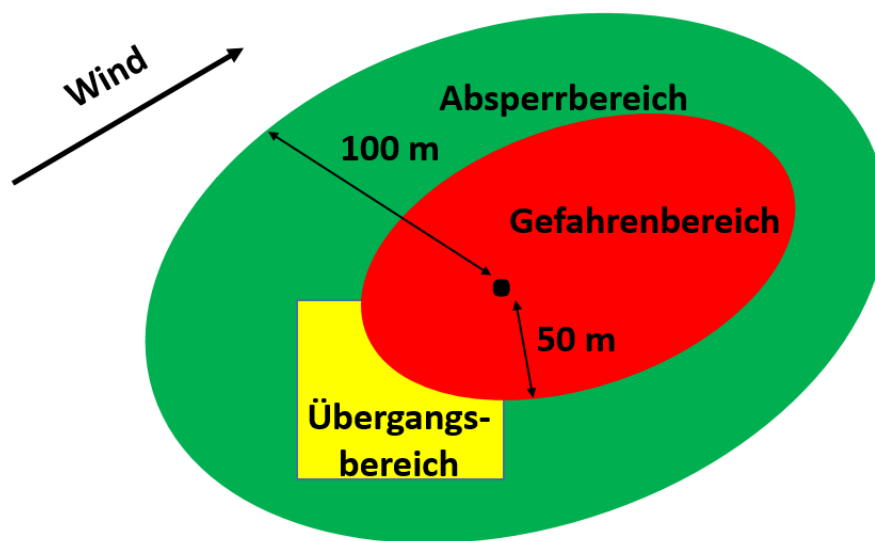 Wind
Absperrbereich
100 m
Gefahrenbereich
50 m
Übergangs-
bereich